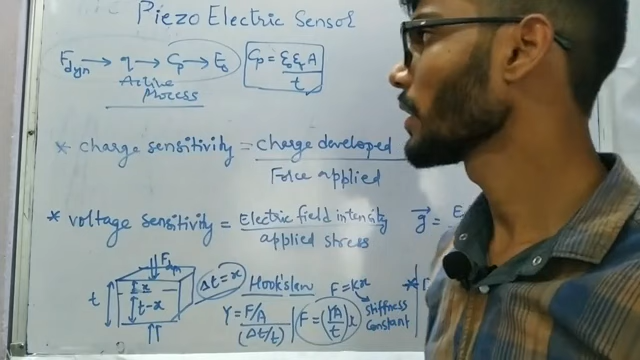 Piezo Electric Sensor
Fdyn → q → Cp → E₀
Active
Process
Cp = ε₀εᵣA / t
* charge sensitivity = charge developed / Force applied
* voltage sensitivity = Electric field intensity / applied stress
g = E
Fdyn
x
t
t-x
Δt = x
Hook's law
F = kx
stiffness
constant
Y = F/A / (Δt/t)
F = (YA/t) x